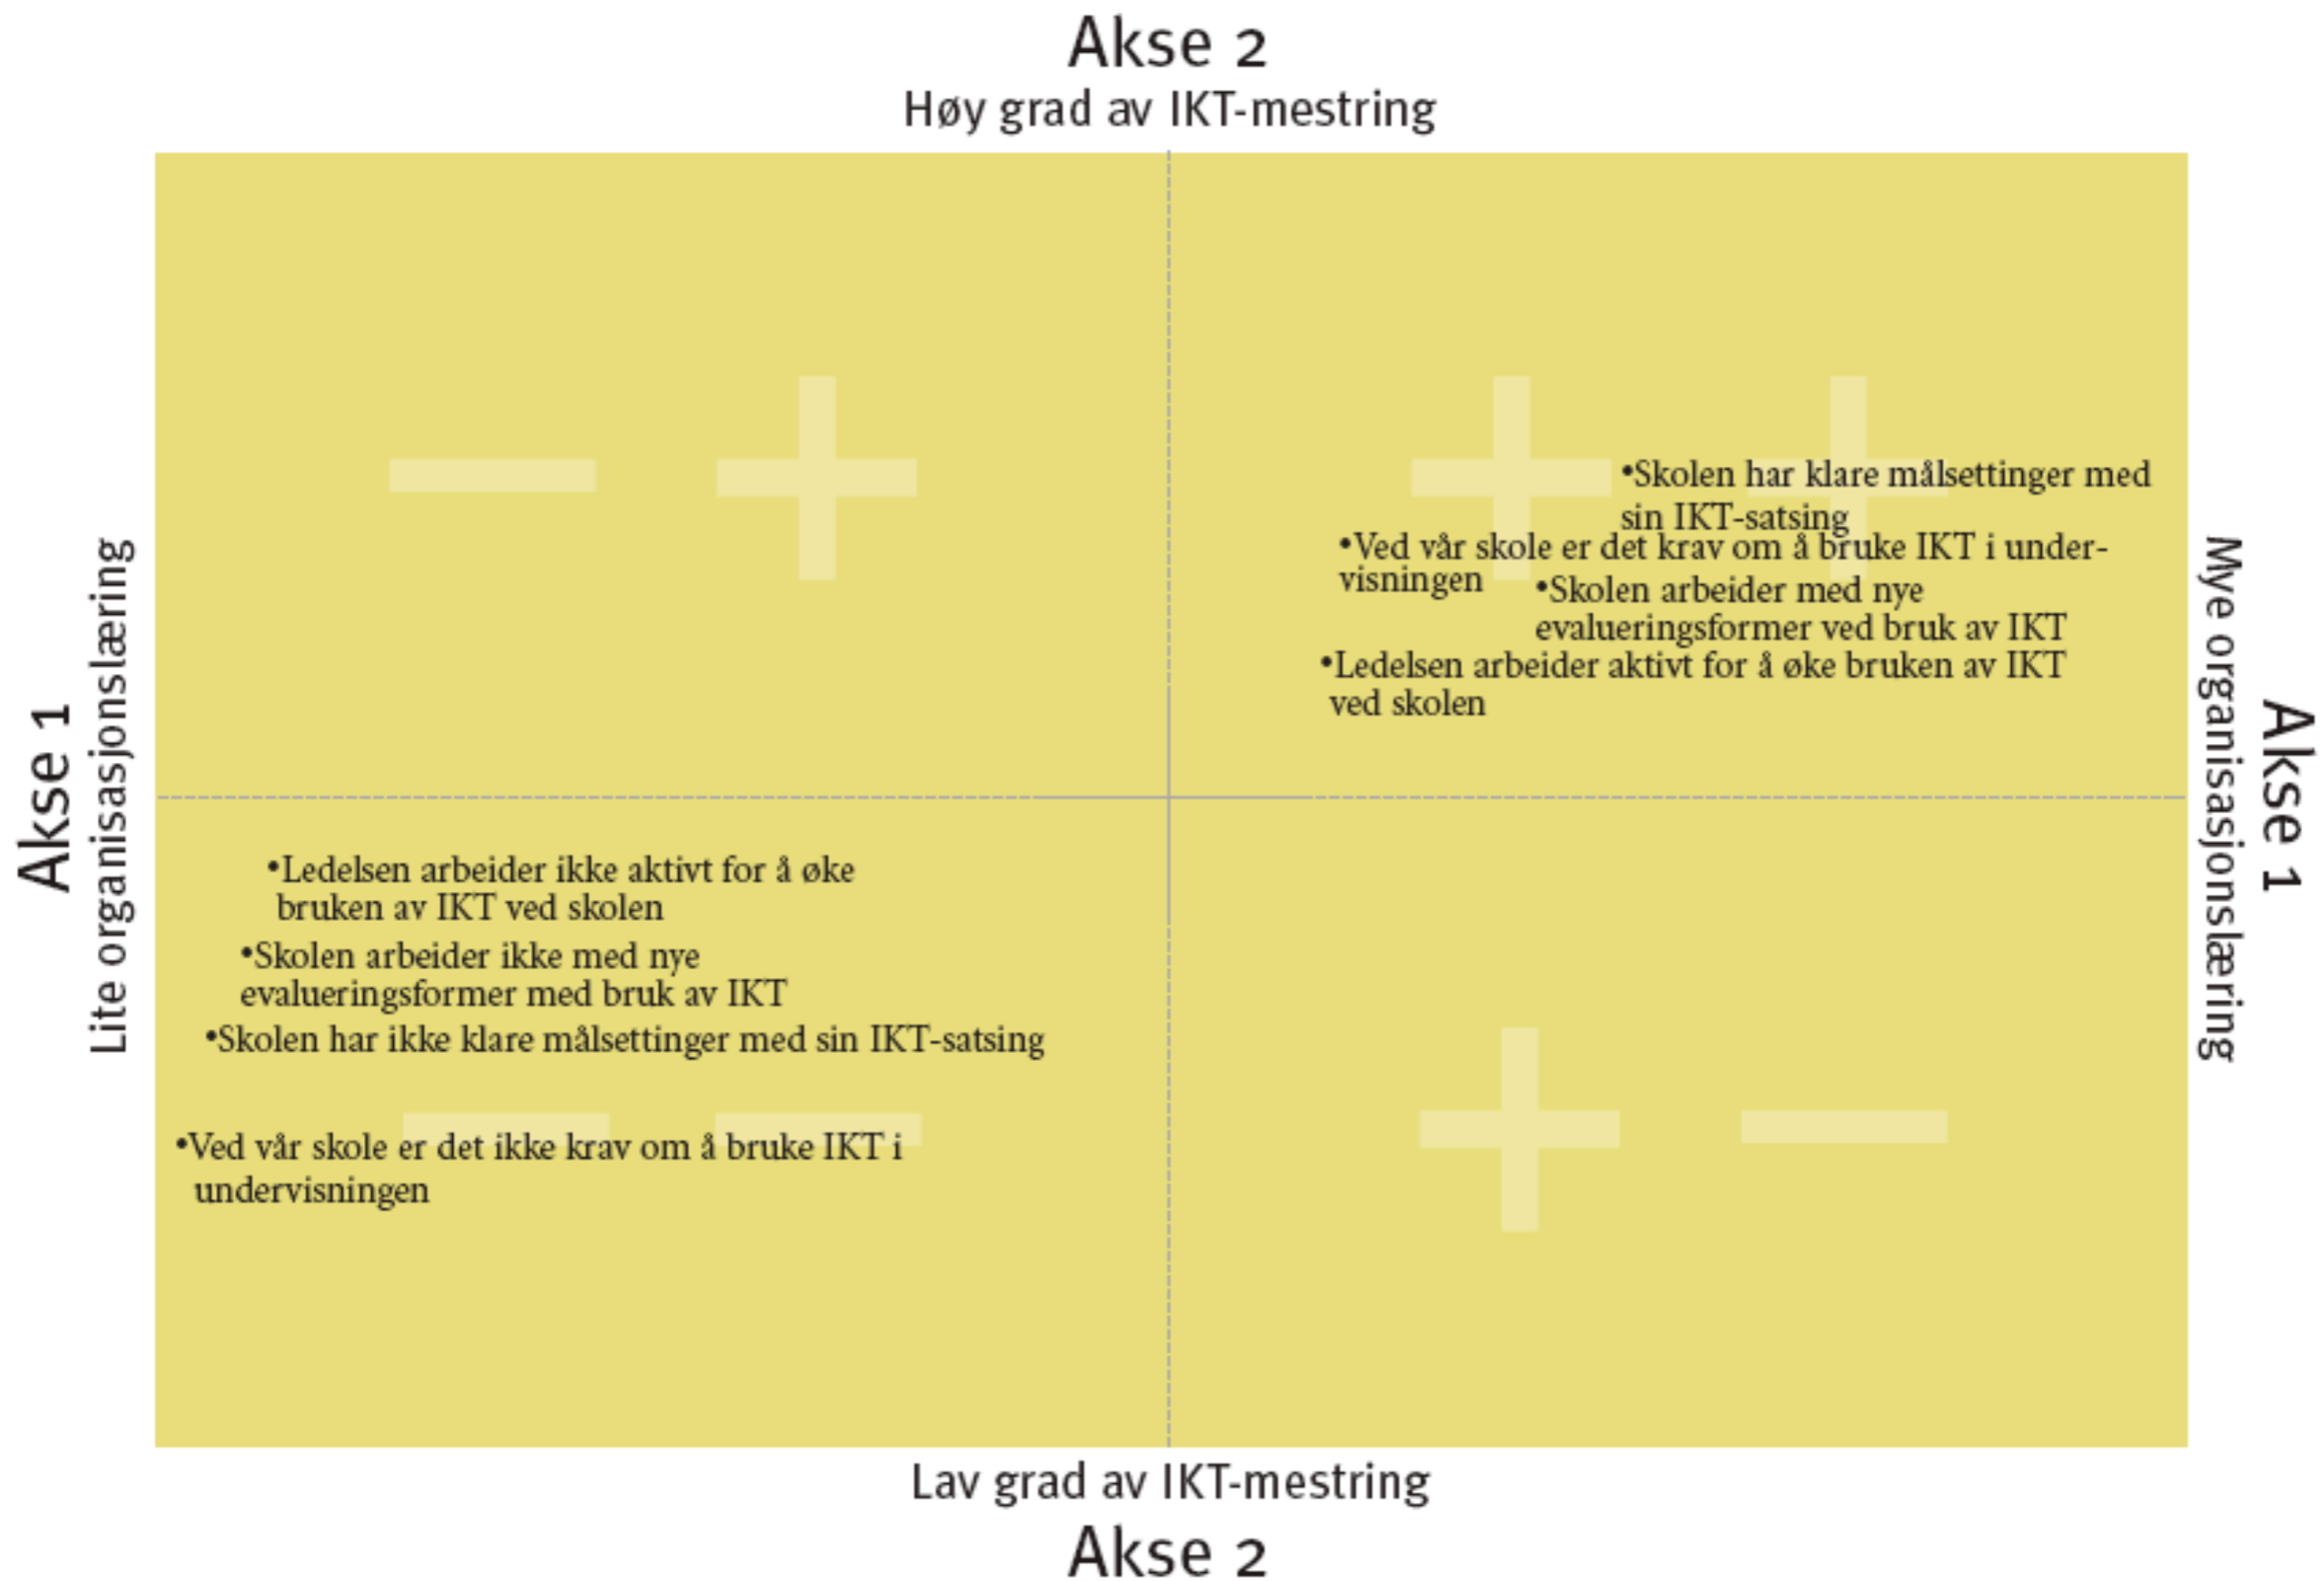 Akse 2
Høy grad av IKT-mestring
Akse 1
Lite organisasjonslæring
•Skolen har klare målsettinger med
sin IKT-satsing
•Ved vår skole er det krav om å bruke IKT i under-
visningen
•Skolen arbeider med nye
evalueringsformer ved bruk av IKT
•Ledelsen arbeider aktivt for å øke bruken av IKT
ved skolen
Mye organisasjonslæring
Akse 1
•Ledelsen arbeider ikke aktivt for å øke
bruken av IKT ved skolen
•Skolen arbeider ikke med nye
evalueringsformer med bruk av IKT
•Skolen har ikke klare målsettinger med sin IKT-satsing
•Ved vår skole er det ikke krav om å bruke IKT i
undervisningen
Lav grad av IKT-mestring
Akse 2